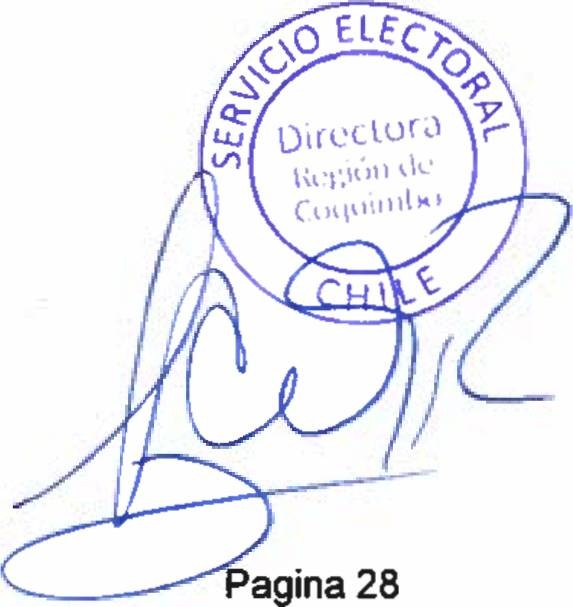 SERVICIO ELECTORAL
Directora
Región de
Coquimbo
CHILE
Pagina 28